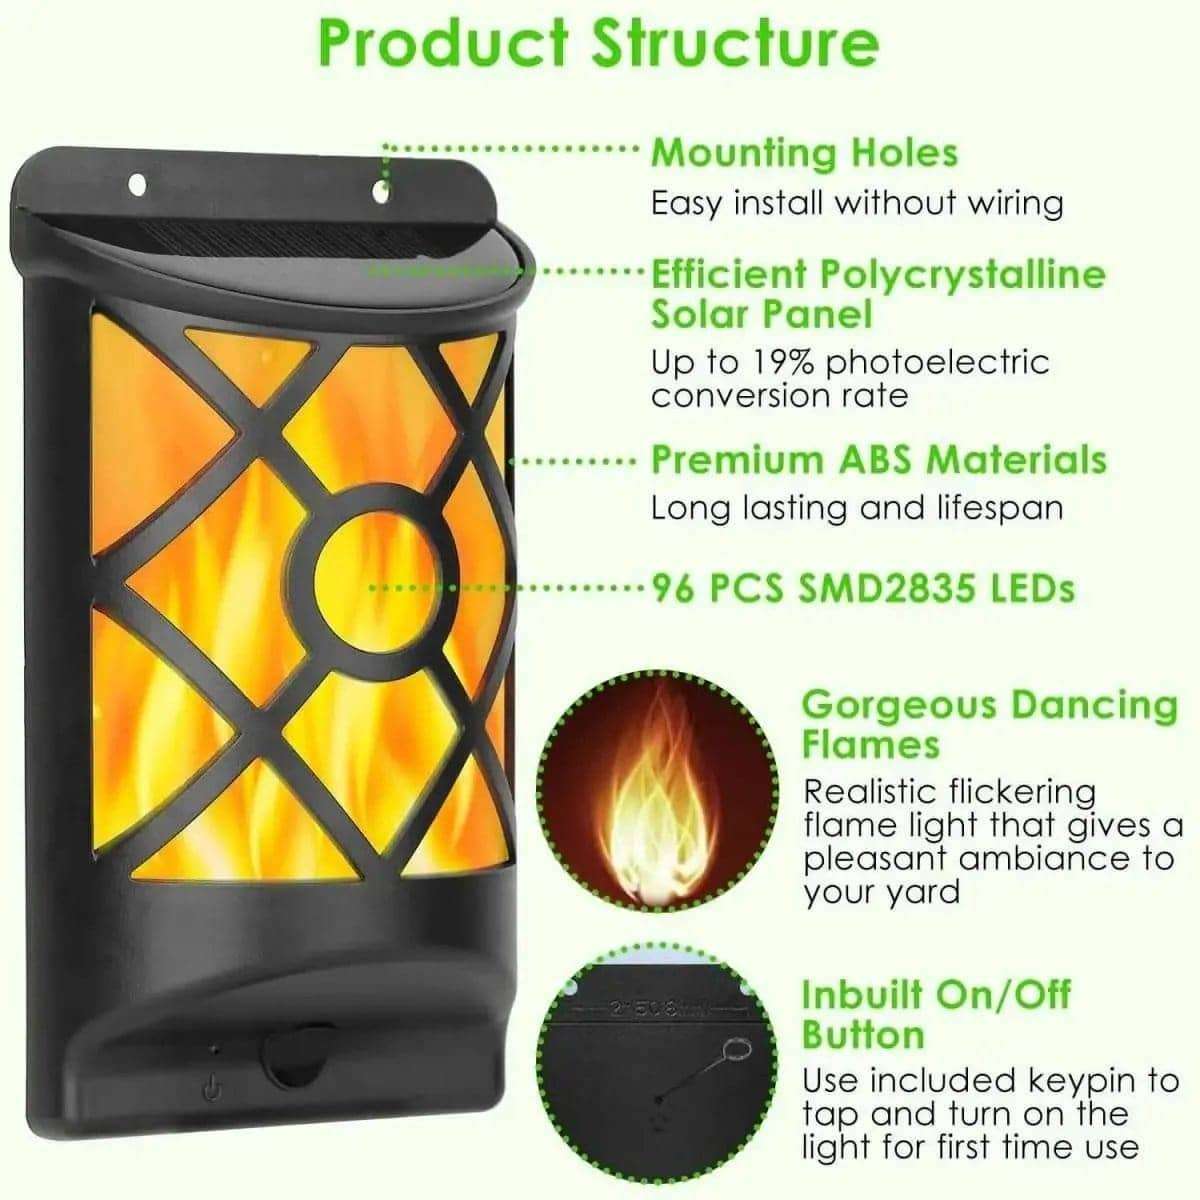 Product Structure
Mounting Holes
Easy install without wiring
Efficient Polycrystalline
Solar Panel
Up to 19% photoelectric
conversion rate
Premium ABS Materials
Long lasting and lifespan
96 PCS SMD2835 LEDs
Gorgeous Dancing
Flames
Realistic flickering
flame light that gives a
pleasant ambiance to
your yard
Inbuilt On/Off
Button
Use included keypin to
tap and turn on the
light for first time use